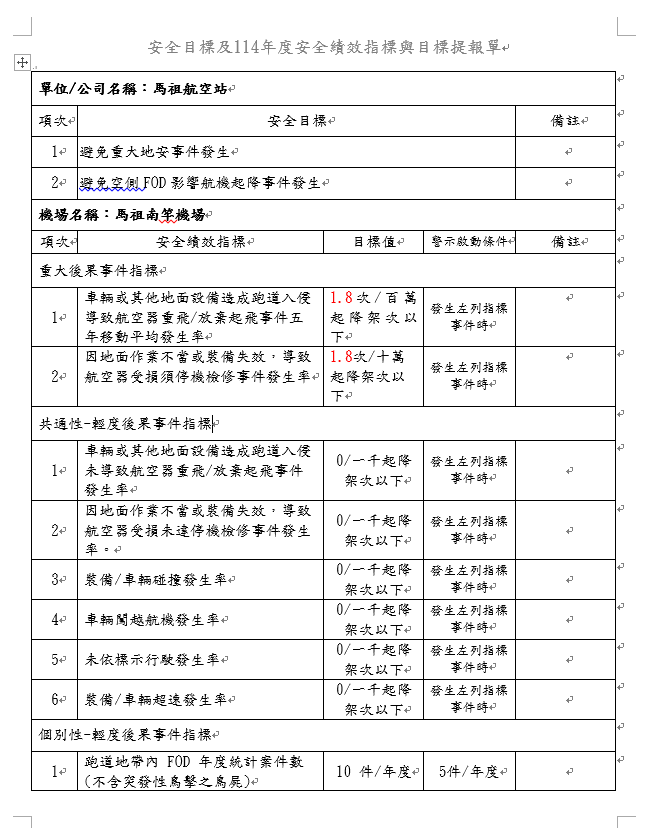 安全目標及114年度安全績效指標與目標提報單
單位/公司名稱：馬祖航空站
項次 安全目標 備註
1 避免重大地安事件發生
2 避免空側FOD影響航機起降事件發生
機場名稱：馬祖南竿機場
項次 安全績效指標 目標值 警示啟動條件 備註
重大後果事件指標
1 車輛或其他地面設備造成跑道入侵導致航空器重飛/放棄起飛事件五年移動平均發生率 1.8次/百萬起降架次以下 發生左列指標事件時
2 因地面作業不當或裝備失效，導致航空器受損須停機檢修事件發生率 1.8次/十萬起降架次以下 發生左列指標事件時
共通性-輕度後果事件指標
1 車輛或其他地面設備造成跑道入侵未導致航空器重飛/放棄起飛事件發生率 0/一千起降架次以下 發生左列指標事件時
2 因地面作業不當或裝備失效，導致航空器受損未達停機檢修事件發生率。 0/一千起降架次以下 發生左列指標事件時
3 裝備/車輛碰撞發生率 0/一千起降架次以下 發生左列指標事件時
4 車輛闖越航機發生率 0/一千起降架次以下 發生左列指標事件時
5 未依標示行駛發生率 0/一千起降架次以下 發生左列指標事件時
6 裝備/車輛超速發生率 0/一千起降架次以下 發生左列指標事件時
個別性-輕度後果事件指標
1 跑道地帶內 FOD 年度統計案件數(不含突發性鳥擊之鳥屍) 10 件/年度 5件/年度